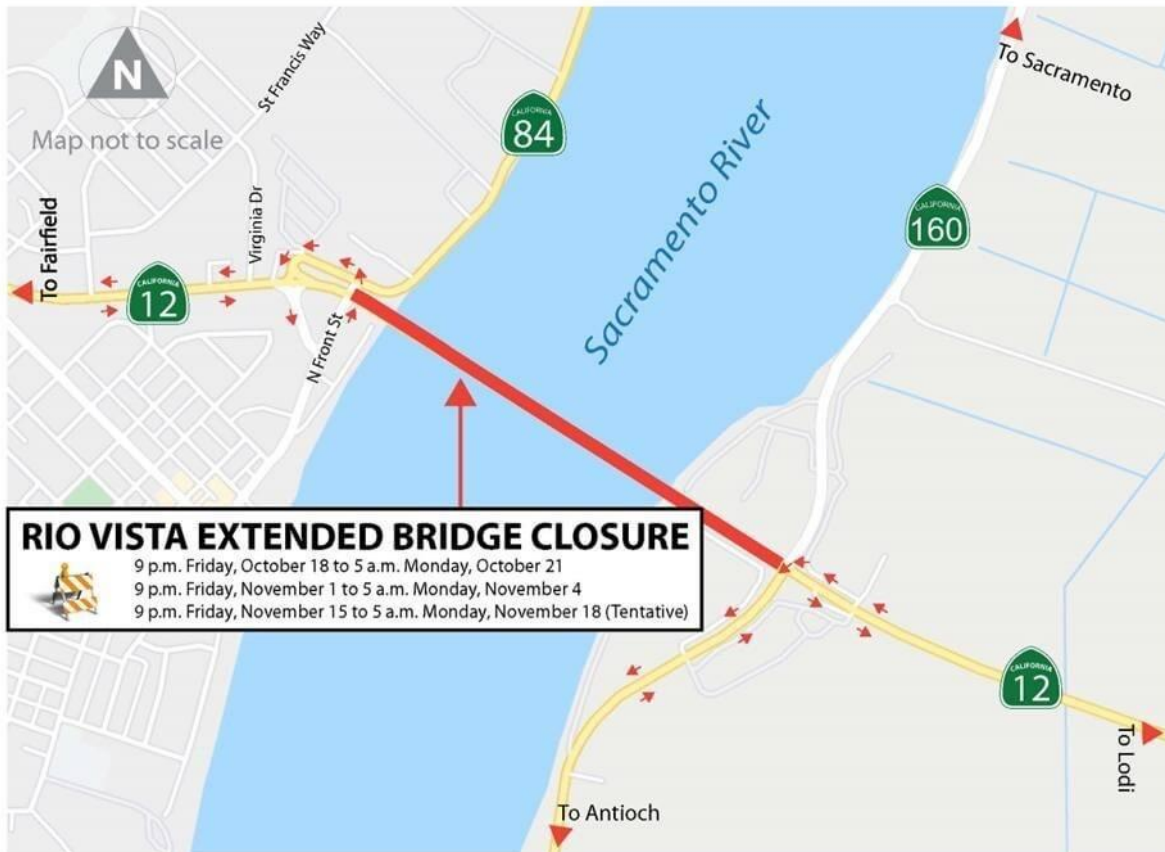 N
Map not to scale
St Francis Way
CALIFORNIA
84
To Sacramento
Sacramento River
CALIFORNIA
160
To Fairfield
Virginia Dr
CALIFORNIA
12
N Front St
RIO VISTA EXTENDED BRIDGE CLOSURE
9 p.m. Friday, October 18 to 5 a.m. Monday, October 21
9 p.m. Friday, November 1 to 5 a.m. Monday, November 4
9 p.m. Friday, November 15 to 5 a.m. Monday, November 18 (Tentative)
CALIFORNIA
12
To Lodi
To Antioch